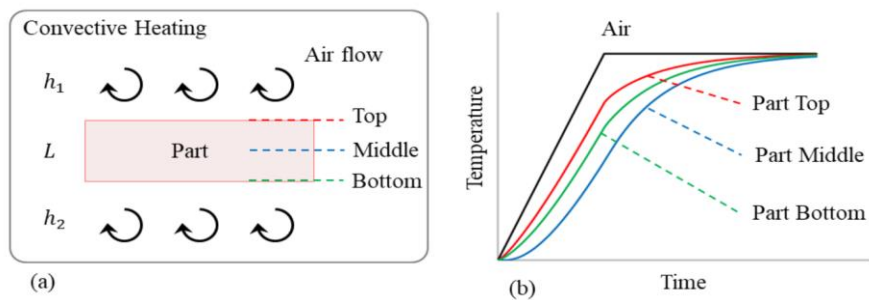 Convective Heating
Air flow
h₁
Top
L
Part
Middle
Bottom
h₂
(a)
Air
Temperature
Part Top
Part Middle
Part Bottom
Time
(b)